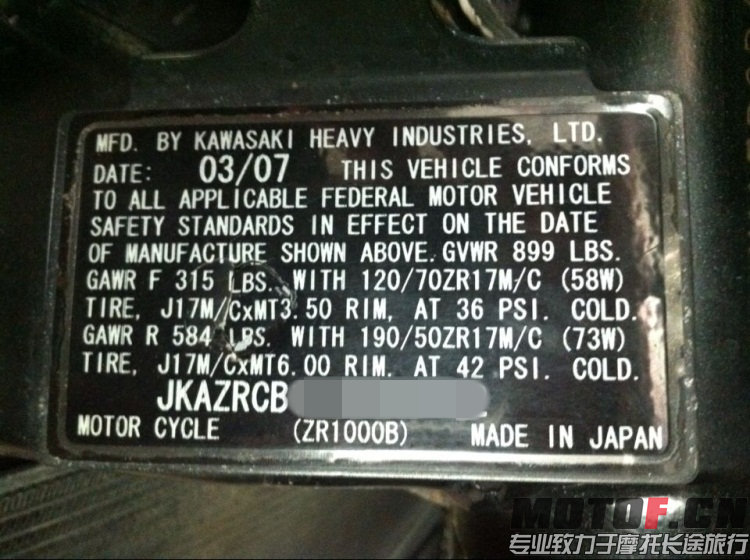 MFD. BY KAWASAKI HEAVY INDUSTRIES, LTD.
DATE: 03/07 THIS VEHICLE CONFORMS
TO ALL APPLICABLE FEDERAL MOTOR VEHICLE
SAFETY STANDARDS IN EFFECT ON THE DATE
OF MANUFACTURE SHOWN ABOVE. GVWR 899 LBS.
GAWR F 315 LBS. WITH 120/70ZR17M/C (58W)
TIRE, J17M/CxMT3.50 RIM, AT 36 PSI. COLD.
GAWR R 584 LBS. WITH 190/50ZR17M/C (73W)
TIRE, J17M/CxMT6.00 RIM. AT 42 PSI. COLD.
JKAZRCB
MOTOR CYCLE (ZR1000B) MADE IN JAPAN
MOTOF.CN
专业致力于摩托长途旅行